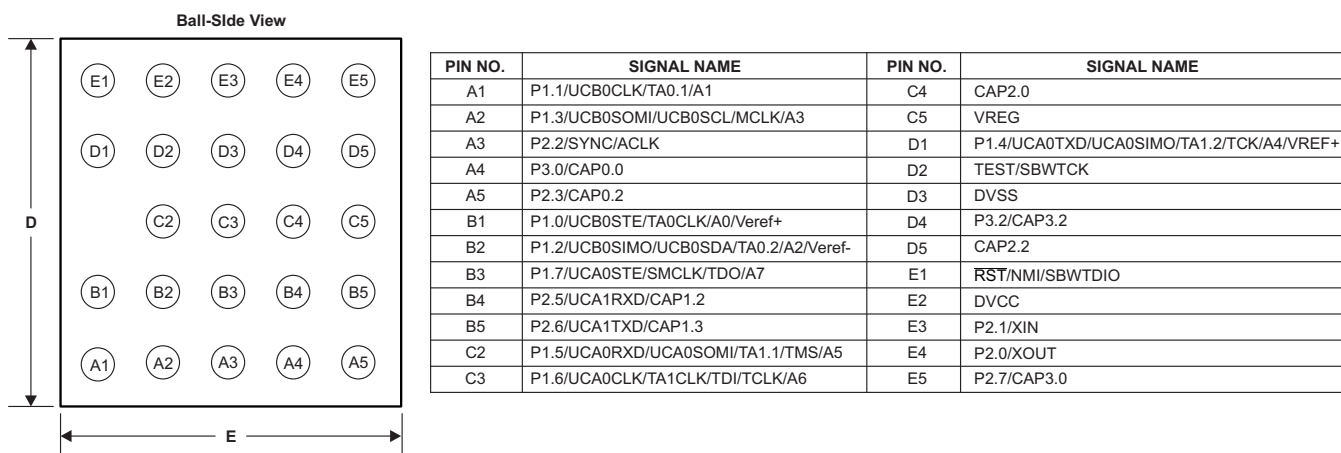 Ball-SIde View
E1 E2 E3 E4 E5
D1 D2 D3 D4 D5
D
C2 C3 C4 C5
B1 B2 B3 B4 B5
A1 A2 A3 A4 A5
E
PIN NO. SIGNAL NAME PIN NO. SIGNAL NAME
A1 P1.1/UCB0CLK/TA0.1/A1 C4 CAP2.0
A2 P1.3/UCB0SOMI/UCB0SCL/MCLK/A3 C5 VREG
A3 P2.2/SYNC/ACLK D1 P1.4/UCA0TXD/UCA0SIMO/TA1.2/TCK/A4/VREF+
A4 P3.0/CAP0.0 D2 TEST/SBWTCK
A5 P2.3/CAP0.2 D3 DVSS
B1 P1.0/UCB0STE/TA0CLK/A0/Veref+ D4 P3.2/CAP3.2
B2 P1.2/UCB0SIMO/UCB0SDA/TA0.2/A2/Veref- D5 CAP2.2
B3 P1.7/UCA0STE/SMCLK/TDO/A7 E1 RST/NMI/SBWTDIO
B4 P2.5/UCA1RXD/CAP1.2 E2 DVCC
B5 P2.6/UCA1TXD/CAP1.3 E3 P2.1/XIN
C2 P1.5/UCA0RXD/UCA0SOMI/TA1.1/TMS/A5 E4 P2.0/XOUT
C3 P1.6/UCA0CLK/TA1CLK/TDI/TCLK/A6 E5 P2.7/CAP3.0